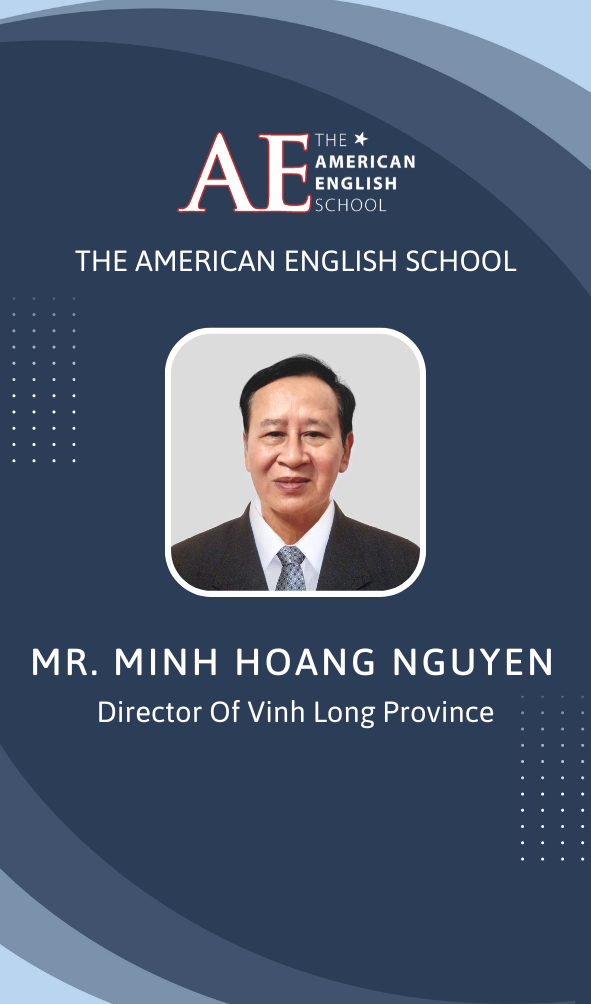 AE
THE
AMERICAN
ENGLISH
SCHOOL
THE AMERICAN ENGLISH SCHOOL
MR. MINH HOANG NGUYEN
Director Of Vinh Long Province